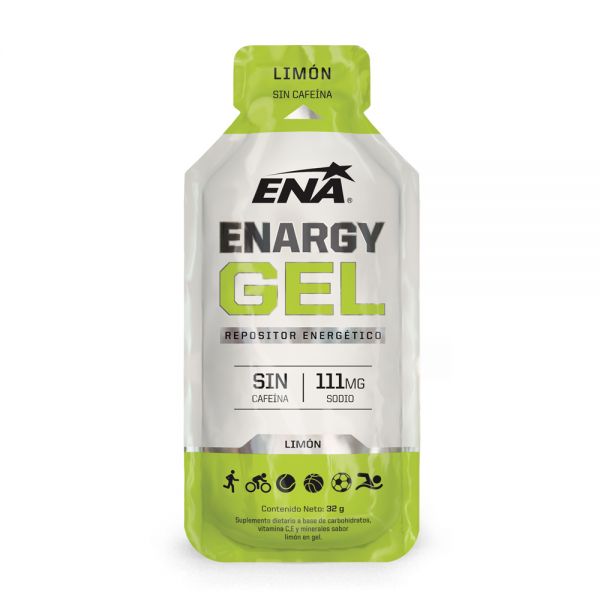 LIMÓN
SIN CAFEÍNA
ENA®
ENARGY
GEL
REPOSITOR ENERGÉTICO
SIN CAFEÍNA
111MG SODIO
LIMÓN
Contenido Neto: 32 g
Suplemento dietario a base de carbohidratos,
vitamina C,E y minerales sabor
limón en gel.